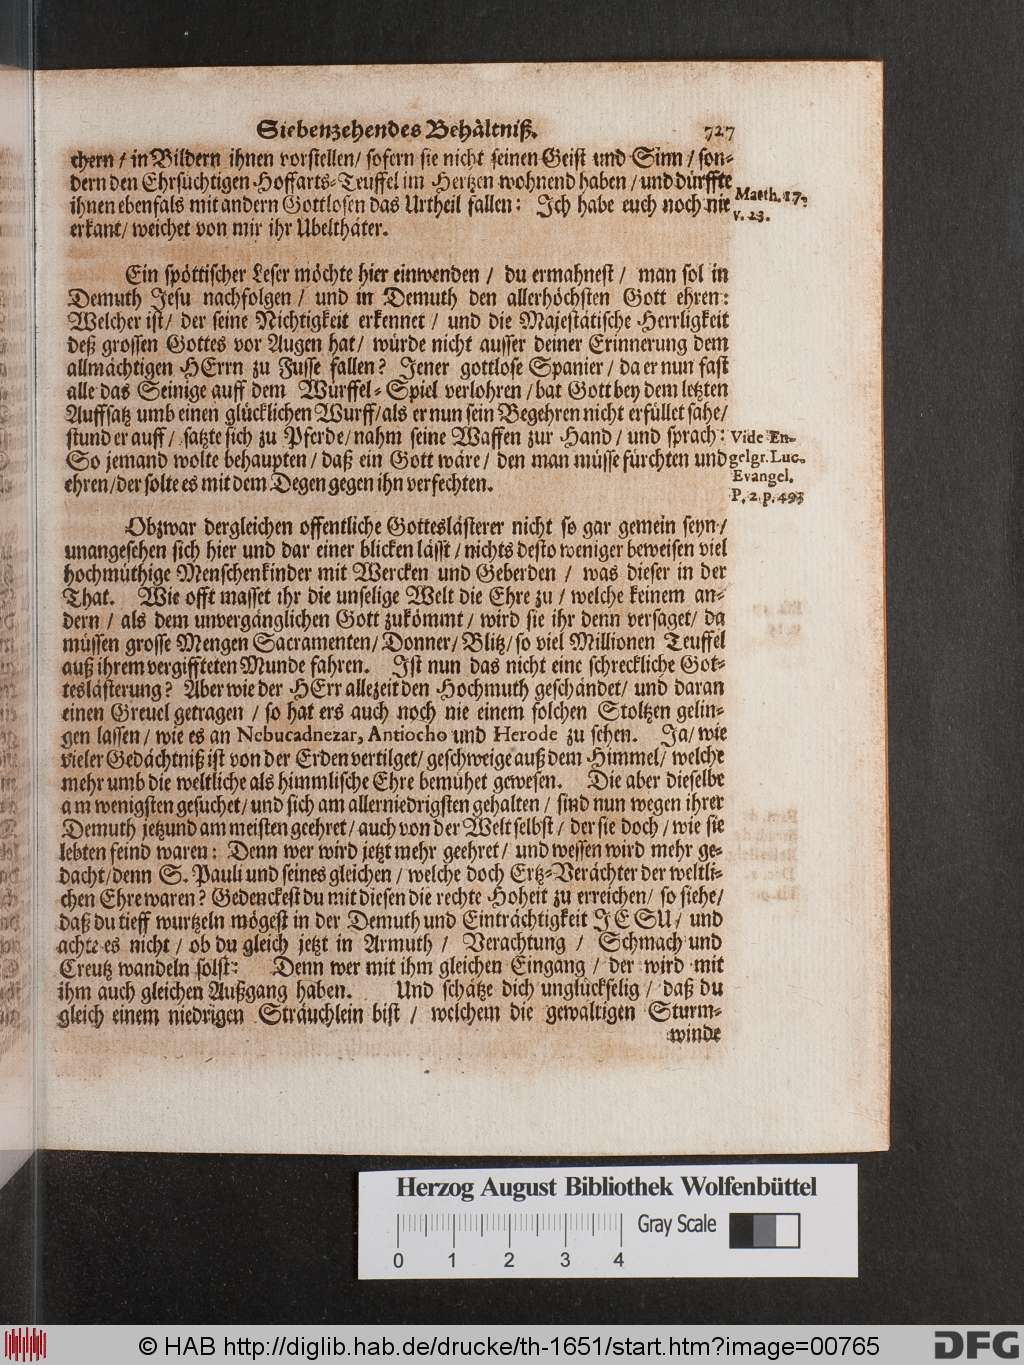 Siebenzehendes Behältniß. 727
chern / in Bildern ihnen vorstellen / sofern sie nicht seinen Geist und Sinn / son-
dern den Ehrsüchtigen Hoffarts-Teuffel im Hertzen wohnend haben / und dürffte
ihnen ebenfals mit andern Gottlosen das Urtheil fallen: Ich habe euch noch nie
erkant / weichet von mir ihr Ubelthäter.
Matth. 17.
v. 23.
Ein spöttischer Leser möchte hier einwenden / du ermahnest / man sol in
Demuth Jesu nachfolgen / und in Demuth den allerhöchsten Gott ehren:
Welcher ist / der seine Nichtigkeit erkennet / und die Majestätische Herrligkeit
deß grossen Gottes vor Augen hat / würde nicht ausser deiner Erinnerung dem
allmächtigen HErrn zu Fusse fallen? Jener gottlose Spanier / da er nun fast
alle das Seinige auff dem Würffel-Spiel verlohren / bat Gott bey dem letzten
Auffsatz umb einen glücklichen Wurff / als er nun sein Begehren nicht erfüllet sahe /
stund er auff / satzte sich zu Pferde / nahm seine Waffen zur Hand / und sprach:
So jemand wolte behaupten / daß ein Gott wäre / den man müsse fürchten und
ehren / der solte es mit dem Degen gegen ihn verfechten.
Vide En-
gelgr. Luc.
Evangel.
P. 2. p. 493
Obzwar dergleichen offentliche Gotteslästerer nicht so gar gemein seyn /
unangesehen sich hier und dar einer blicken lässt / nichts desto weniger beweisen viel
hochmüthige Menschenkinder mit Wercken und Geberden / was dieser in der
That. Wie offt masset ihr die unselige Welt die Ehre zu / welche keinem an-
dern / als dem unvergänglichen Gott zukömmt / wird sie ihr denn versaget / da
müssen grosse Mengen Sacramenten / Donner / Blitz / so viel Millionen Teuffel
auß ihrem vergiffteten Munde fahren. Ist nun das nicht eine schreckliche Got-
teslästerung? Aber wie der HErr allezeit den Hochmuth geschändet / und daran
einen Greuel getragen / so hat ers auch noch nie einem solchen Stoltzen gelin-
gen lassen / wie es an Nebucadnezar, Antiocho und Herode zu sehen. Ja / wie
vieler Gedächtniß ist von der Erden vertilget / geschweige auß dem Himmel / welche
mehr umb die weltliche als himmlische Ehre bemühet gewesen. Die aber dieselbe
am wenigsten gesuchet / und sich am allerniedrigsten gehalten / sind nun wegen ihrer
Demuth jetzund am meisten geehret / auch von der Welt selbst / der sie doch / wie sie
lebten feind waren: Denn wer wird jetzt mehr geehret / und wessen wird mehr ge-
dacht / denn S. Pauli und seines gleichen / welche doch Ertz-Verächter der weltli-
chen Ehre waren? Gedenckest du mit diesen die rechte Hoheit zu erreichen / so siehe /
daß du tieff wurtzeln mögest in der Demuth und Einträchtigkeit JESU / und
achte es nicht / ob du gleich jetzt in Armuth / Verachtung / Schmach und
Creutz wandeln solst: Denn wer mit ihm gleichen Eingang / der wird mit
ihm auch gleichen Außgang haben. Und schätze dich unglückselig / daß du
gleich einem niedrigen Sträuchlein bist / welchem die gewaltigen Sturm-
winde
Herzog August Bibliothek Wolfenbüttel
Gray Scale
0 1 2 3 4
© HAB http://diglib.hab.de/drucke/th-1651/start.htm?image=00765
DFG